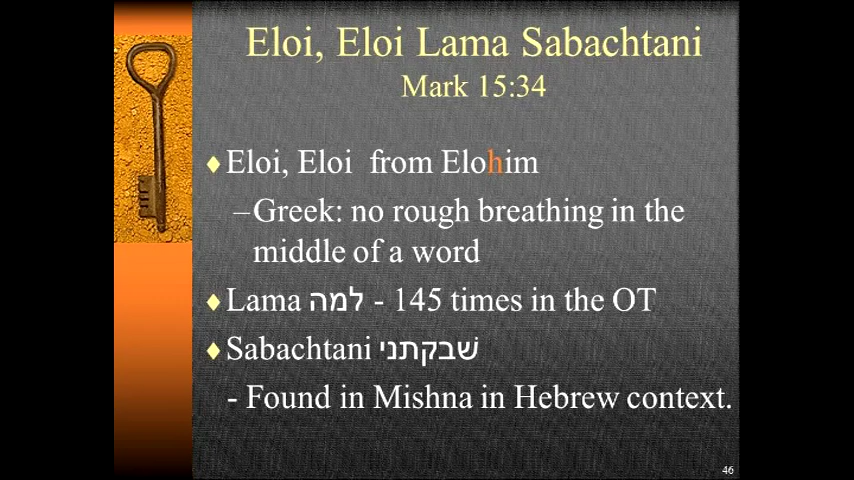 Eloi, Eloi Lama Sabachtani
Mark 15:34
Eloi, Eloi from Elohim
–Greek: no rough breathing in the
middle of a word
Lama למה - 145 times in the OT
Sabachtani שׁבקתני
- Found in Mishna in Hebrew context.
46